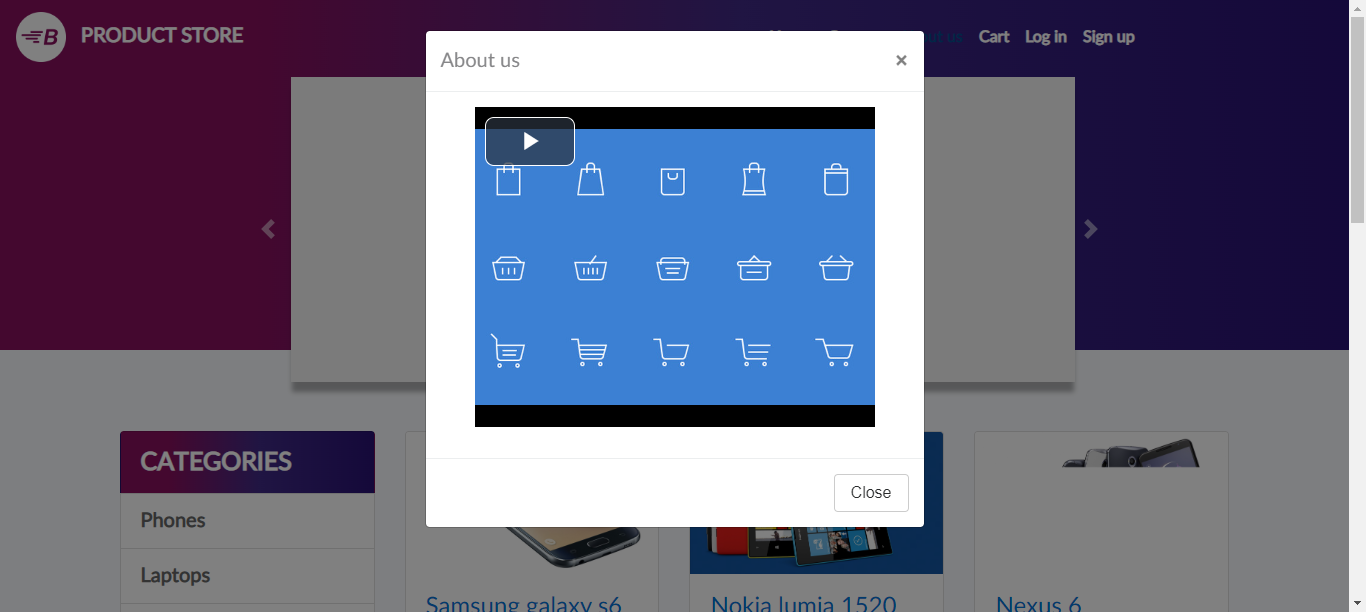 PRODUCT STORE
Cart Log in Sign up
About us
×
CATEGORIES
Phones
Laptops
Close
Samsung galaxy s6
Nokia lumia 1520
Nexus 6